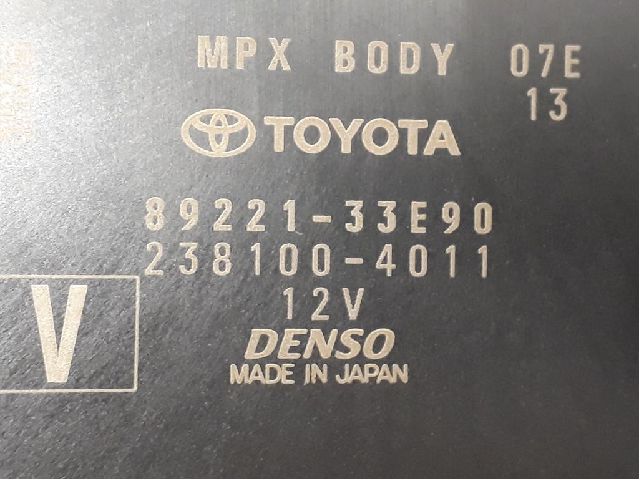 MPX BODY 07E
13
TOYOTA
89221-33E90
238100-4011
12V
V
DENSO
MADE IN JAPAN